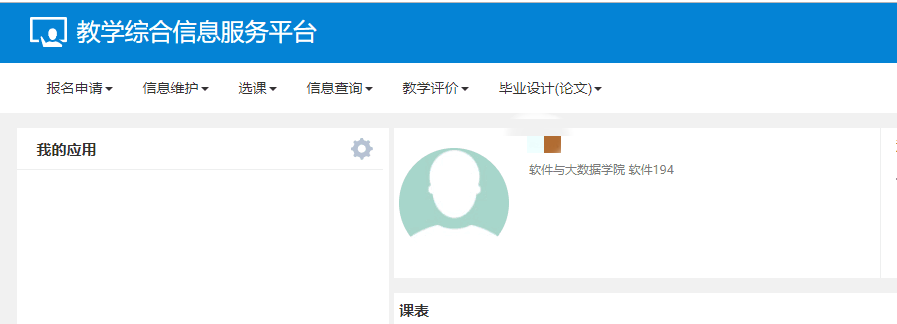 教学综合信息服务平台
报名申请 信息维护 选课 信息查询 教学评价 毕业设计(论文)
我的应用
软件与大数据学院 软件194
课表